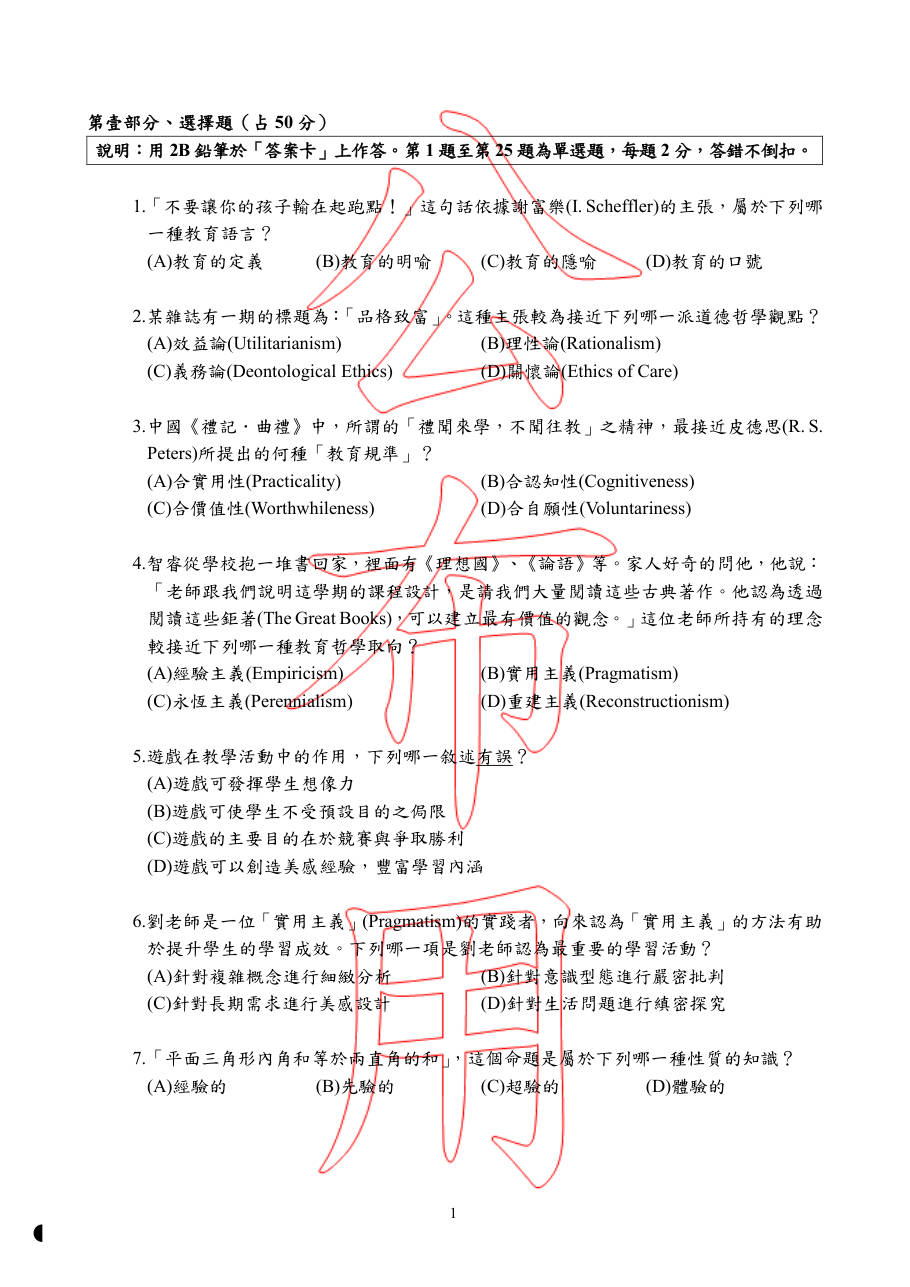 第壹部分、選擇題（占 50 分）
說明：用 2B 鉛筆於「答案卡」上作答。第 1 題至第 25 題為單選題，每題 2 分，答錯不倒扣。
1.「不要讓你的孩子輸在起跑點！」這句話依據謝富樂(I. Scheffler)的主張，屬於下列哪
一種教育語言？
(A)教育的定義 (B)教育的明喻 (C)教育的隱喻 (D)教育的口號
2.某雜誌有一期的標題為：「品格致富」。這種主張較為接近下列哪一派道德哲學觀點？
(A)效益論(Utilitarianism) (B)理性論(Rationalism)
(C)義務論(Deontological Ethics) (D)關懷論(Ethics of Care)
3.中國《禮記．曲禮》中，所謂的「禮聞來學，不聞往教」之精神，最接近皮德思(R. S.
Peters)所提出的何種「教育規準」？
(A)合實用性(Practicality) (B)合認知性(Cognitiveness)
(C)合價值性(Worthwhileness) (D)合自願性(Voluntariness)
4.智睿從學校抱一堆書回家，裡面有《理想國》、《論語》等。家人好奇的問他，他說：
「老師跟我們說明這學期的課程設計，是請我們大量閱讀這些古典著作。他認為透過
閱讀這些鉅著(The Great Books)，可以建立最有價值的觀念。」這位老師所持有的理念
較接近下列哪一種教育哲學取向？
(A)經驗主義(Empiricism) (B)實用主義(Pragmatism)
(C)永恆主義(Perennialism) (D)重建主義(Reconstructionism)
5.遊戲在教學活動中的作用，下列哪一敘述有誤？
(A)遊戲可發揮學生想像力
(B)遊戲可使學生不受預設目的之侷限
(C)遊戲的主要目的在於競賽與爭取勝利
(D)遊戲可以創造美感經驗，豐富學習內涵
6.劉老師是一位「實用主義」(Pragmatism)的實踐者，向來認為「實用主義」的方法有助
於提升學生的學習成效。下列哪一項是劉老師認為最重要的學習活動？
(A)針對複雜概念進行細緻分析 (B)針對意識型態進行嚴密批判
(C)針對長期需求進行美感設計 (D)針對生活問題進行縝密探究
7.「平面三角形內角和等於兩直角的和」，這個命題是屬於下列哪一種性質的知識？
(A)經驗的 (B)先驗的 (C)超驗的 (D)體驗的
公布用
1